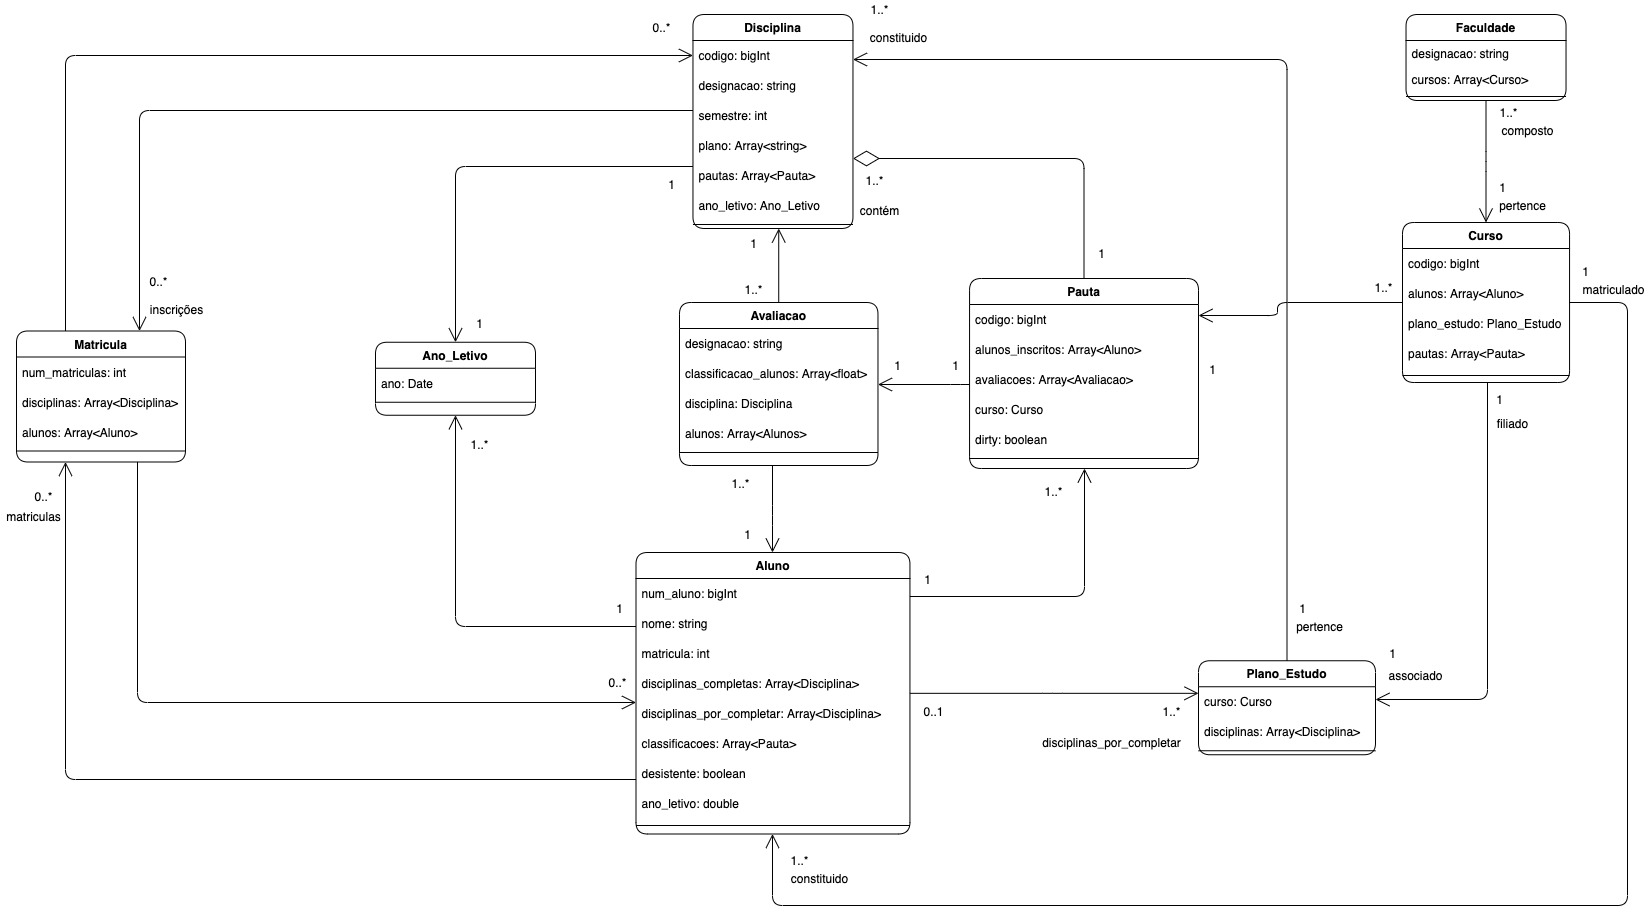 0..*
1..*
constituido
Disciplina
codigo: bigInt
designacao: string
semestre: int
plano: Array<string>
pautas: Array<Pauta>
ano_letivo: Ano_Letivo
Faculdade
designacao: string
cursos: Array<Curso>
1..*
composto
1
pertence
1
1..*
contém
1
1
1..*
0..*
inscrições
1
Matricula
num_matriculas: int
disciplinas: Array<Disciplina>
alunos: Array<Aluno>
Ano_Letivo
ano: Date
Avaliacao
designacao: string
classificacao_alunos: Array<float>
disciplina: Disciplina
alunos: Array<Alunos>
1
1
Pauta
codigo: bigInt
alunos_inscritos: Array<Aluno>
avaliacoes: Array<Avaliacao>
curso: Curso
dirty: boolean
1..*
1
Curso
codigo: bigInt
alunos: Array<Aluno>
plano_estudo: Plano_Estudo
pautas: Array<Pauta>
1
matriculado
1
filiado
0..*
matriculas
1..*
1..*
1
1..*
1
1
0..*
Aluno
num_aluno: bigInt
nome: string
matricula: int
disciplinas_completas: Array<Disciplina>
disciplinas_por_completar: Array<Disciplina>
classificacoes: Array<Pauta>
desistente: boolean
ano_letivo: double
0..1
1..*
disciplinas_por_completar
1
pertence
1
associado
Plano_Estudo
curso: Curso
disciplinas: Array<Disciplina>
1..*
constituido